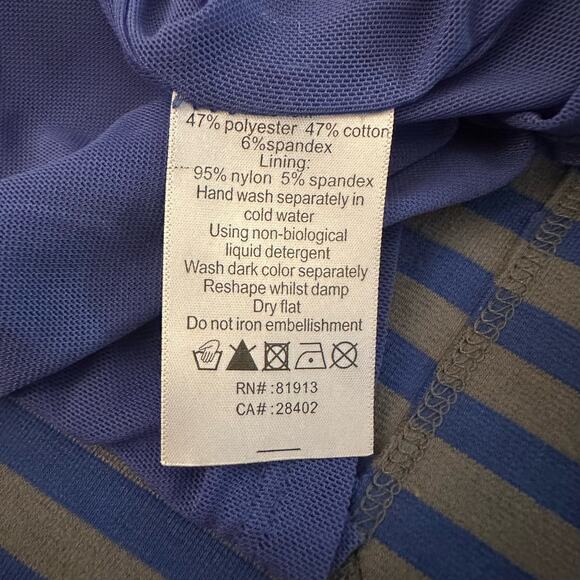 47% polyester 47% cotton
6%spandex
Lining:
95% nylon 5% spandex
Hand wash separately in
cold water
Using non-biological
liquid detergent
Wash dark color separately
Reshape whilst damp
Dry flat
Do not iron embellishment
RN# :81913
CA# :28402